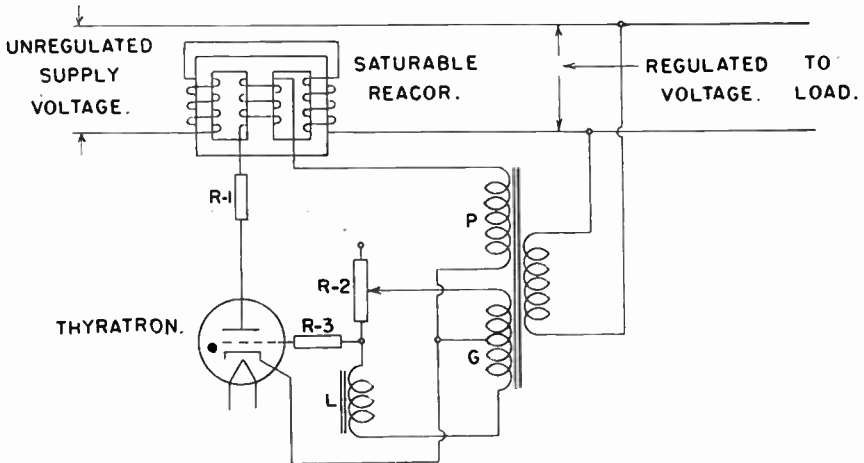 UNREGULATED
SUPPLY
VOLTAGE.
SATURABLE
REACOR.
REGULATED
VOLTAGE.
TO
LOAD.
R-1
P
R-2
THYRATRON.
R-3
G
L